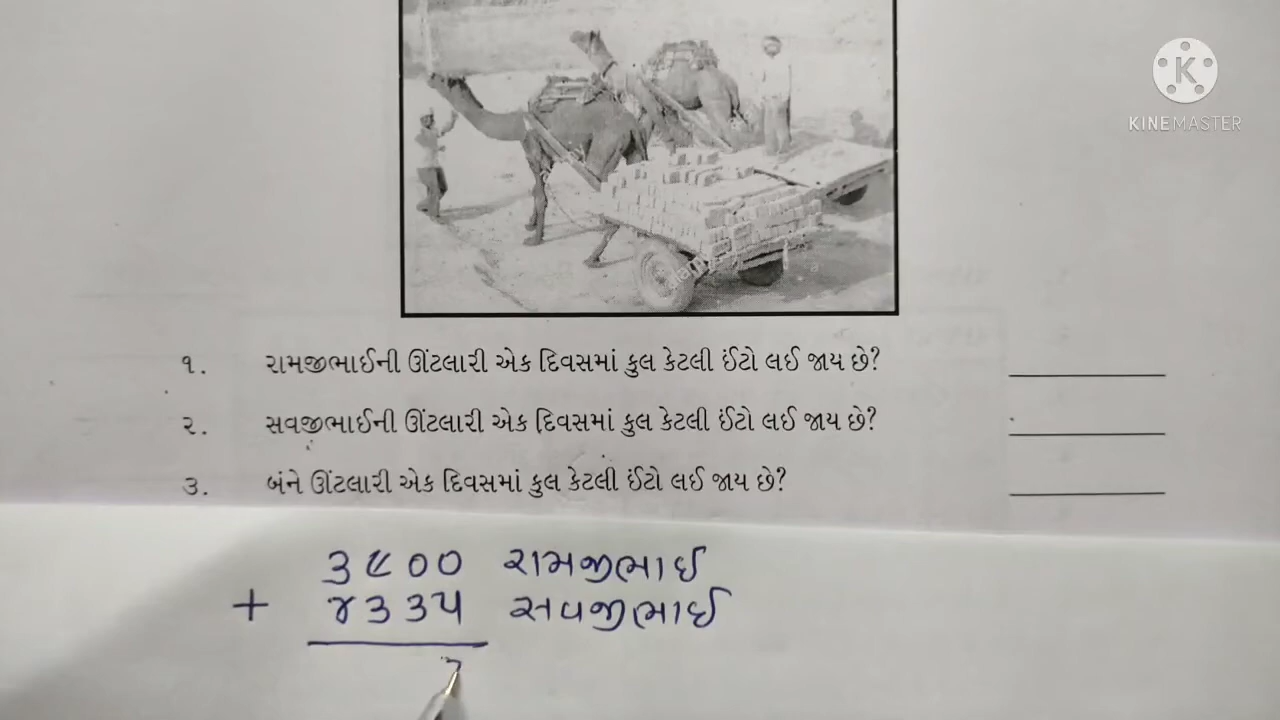 KINEMASTER
૧. રામજીભાઈની ઊંટલારી એક દિવસમાં કુલ કેટલી ઈંટો લઈ જાય છે?
૨. સવજીભાઈની ઊંટલારી એક દિવસમાં કુલ કેટલી ઈંટો લઈ જાય છે?
૩. બંને ઊંટલારી એક દિવસમાં કુલ કેટલી ઈંટો લઈ જાય છે?
૩૯૦૦ રામજીભાઈ
+ ૪૩૩૫ સવજીભાઈ